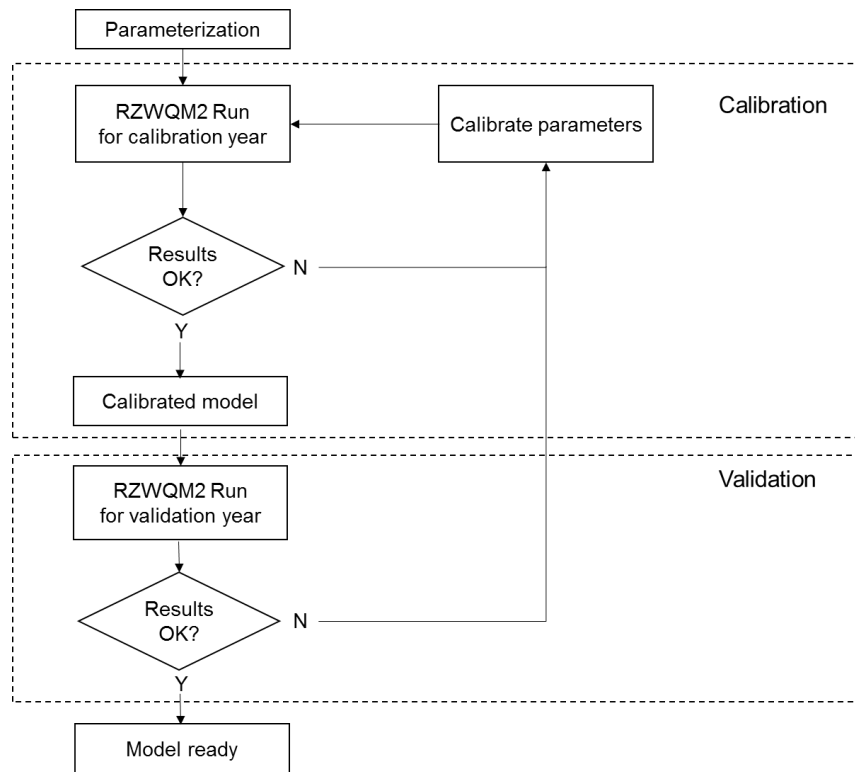 Parameterization
RZWQM2 Run
for calibration year
Calibrate parameters
Calibration
Results
OK?
N
Y
Calibrated model
RZWQM2 Run
for validation year
Validation
Results
OK?
N
Y
Model ready